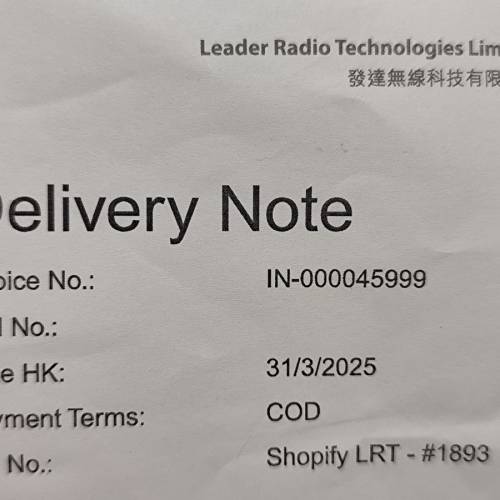 Leader Radio Technologies Lim
發達無線科技有限
Delivery Note
oice No.: IN-000045999
l No.:
e HK: 31/3/2025
yment Terms: COD
No.: Shopify LRT - #1893